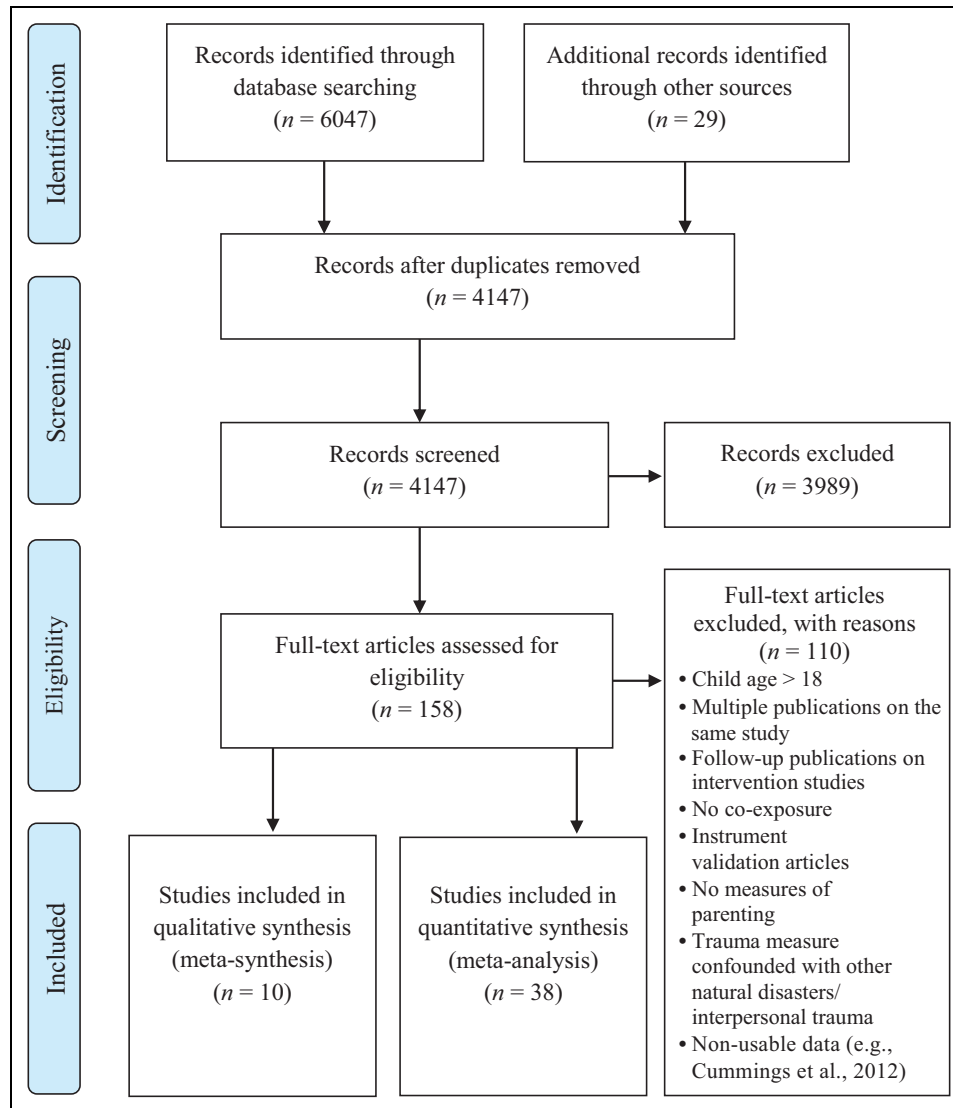 Identification
Records identified through
database searching
(n = 6047)
Additional records identified
through other sources
(n = 29)
Records after duplicates removed
(n = 4147)
Screening
Records screened
(n = 4147)
Records excluded
(n = 3989)
Eligibility
Full-text articles assessed for
eligibility
(n = 158)
Full-text articles
excluded, with reasons
(n = 110)
• Child age > 18
• Multiple publications on the
same study
• Follow-up publications on
intervention studies
• No co-exposure
• Instrument
validation articles
• No measures of
parenting
• Trauma measure
confounded with other
natural disasters/
interpersonal trauma
• Non-usable data (e.g.,
Cummings et al., 2012)
Included
Studies included in
qualitative synthesis
(meta-synthesis)
(n = 10)
Studies included in
quantitative synthesis
(meta-analysis)
(n = 38)